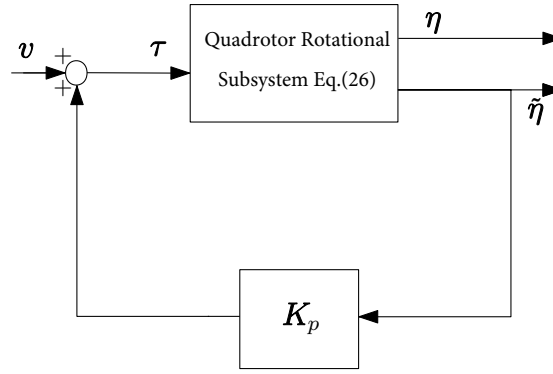 η
v
+
+
τ
Quadrotor Rotational
Subsystem Eq.(26)
η̃
K_p